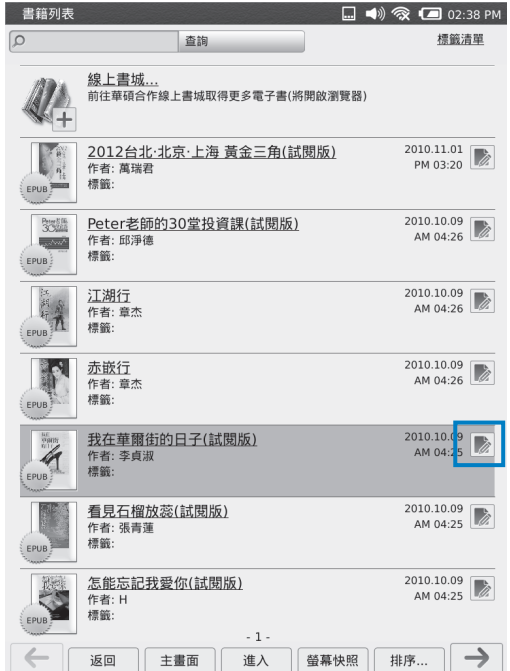 書籍列表
02:38 PM
查詢
標籤清單
線上書城...
前往華碩合作線上書城取得更多電子書(將開啟瀏覽器)
2012台北·北京·上海 黃金三角(試閱版)
作者: 萬瑞君
標籤:
2010.11.01
PM 03:20
EPUB
Peter老師的30堂投資課(試閱版)
作者: 邱淨德
標籤:
2010.10.09
AM 04:26
EPUB
江湖行
作者: 章杰
標籤:
2010.10.09
AM 04:26
EPUB
赤嵌行
作者: 章杰
標籤:
2010.10.09
AM 04:26
EPUB
我在華爾街的日子(試閱版)
作者: 李貞淑
標籤:
2010.10.09
AM 04:25
EPUB
看見石榴放蕊(試閱版)
作者: 張青蓮
標籤:
2010.10.09
AM 04:25
EPUB
怎能忘記我愛你(試閱版)
作者: H
標籤:
2010.10.09
AM 04:25
EPUB
- 1 -
返回
主畫面
進入
螢幕快照
排序...